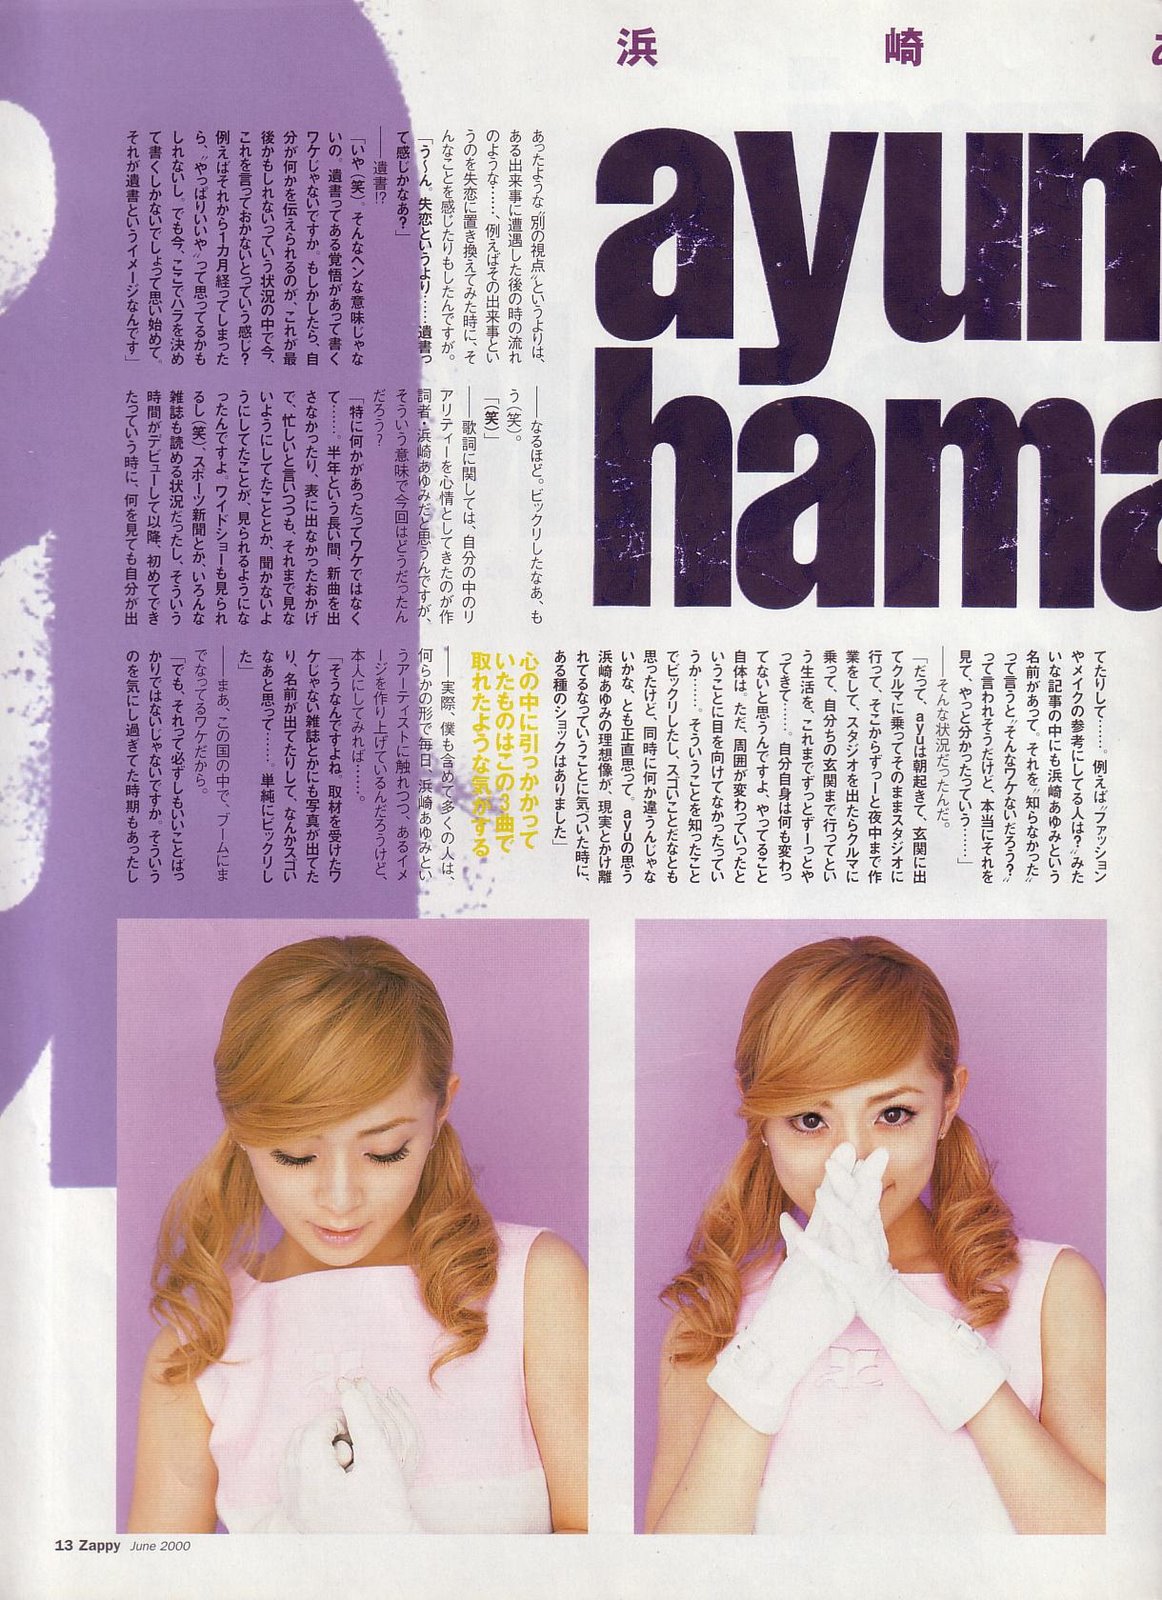 浜崎あ
ayun
hama
あったような“別の視点”というよりは、
ある出来事に遭遇した後の時の流れ
のような……、例えばその出来事とい
うのを失恋に置き換えてみた時に、そ
んなことを感じたりもしたんですが。
「う〜ん。失恋というより……遺書っ
て感じかなあ？」
――遺書!?
「いや（笑）。そんなヘンな意味じゃな
いの。遺書ってある覚悟があって書く
ワケじゃないですか。もしかしたら、自
分が何かを伝えられるのが、これが最
後かもしれないっていう状況の中で今、
これを言っておかないとっていう感じ？
例えばそれから1カ月経ってしまった
ら、“やっぱりいいや”って思ってるかも
しれないし、でも今、ここでハラを決め
て書くしかないでしょって思い始めて。
それが遺書というイメージなんです」
――なるほど。ビックリしたなあ、も
う（笑）。
「（笑）」
――歌詞に関しては、自分の中のリ
アリティーを心情としてきたのが作
詞者・浜崎あゆみだと思うんですが、
そういう意味で今回はどうだったん
だろう？
「特に何かがあったってワケではなく
て……。半年という長い間、新曲を出
さなかったり、表に出なかったおかげ
で、忙しいと言いつつも、それまで見な
いようにしてたこととか、聞かないよ
うにしてたことが、見られるようにな
ったんですよ。ワイドショーも見られ
るし（笑）、スポーツ新聞とか、いろんな
雑誌も読める状況だったし、そういう
時間がデビューして以降、初めてでき
たっていう時に、何を見ても自分が出
てたりして……。例えば“ファッション
やメイクの参考にしてる人は？”みた
いな記事の中にも浜崎あゆみという
名前があって。それを“知らなかった”
って言うと“そんなワケないだろう？”
って言われそうだけど、本当にそれを
見て、やっと分かったっていう……」
――そんな状況だったんだ。
「だって、ayuは朝起きて、玄関に出
てクルマに乗ってそのままスタジオに
行って、そこからずっーと夜中まで作
業をして、スタジオを出たらクルマに
乗って、自分ちの玄関まで行ってとい
う生活を、これまでずっとずーっとや
ってきて……。自分自身は何も変わっ
てないと思うんですよ、やってること
自体は。ただ、周囲が変わっていったと
いうことに目を向けてなかったってい
うか……。そういうことを知ったこと
でビックリしたし、スゴいことだなとも
思ったけど、同時に何か違うんじゃな
いかな、とも正直思って。ayuの思う
浜崎あゆみの理想像が、現実とかけ離
れてるなっていうことに気づいた時に、
ある種のショックはありました」
心の中に引っかかって
いたものはこの3曲で
取れたような気がする
――実際、僕も含めて多くの人は、
何らかの形で毎日、浜崎あゆみとい
うアーティストに触れつつ、あるイメ
ージを作り上げているんだろうけど、
本人にしてみれば……。
「そうなんですよね。取材を受けたワ
ケじゃない雑誌とかにも写真が出てた
り、名前が出てたりして、なんかスゴい
なあと思って……、単純にビックリし
た」
――まあ、この国の中で、ブームにま
でなってるワケだから。
「でも、それって必ずしもいいことばっ
かりではないじゃないですか。そういう
のを気にし過ぎてた時期もあったし
13 Zappy June 2000